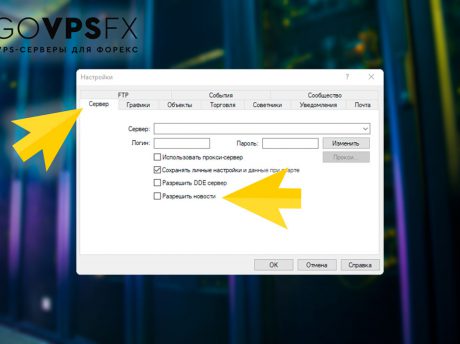 GOVPSFX
VPS-СЕРВЕРЫ ДЛЯ ФОРЕКС
Настройки
? ×
FTP События Сообщество
Сервер Графики Объекты Торговля Советники Уведомления Почта
Сервер:
Логин: Пароль: Изменить
Использовать прокси-сервер Прокси...
Сохранять личные настройки и данные при старте
Разрешить DDE сервер
Разрешить новости
OK Отмена Справка